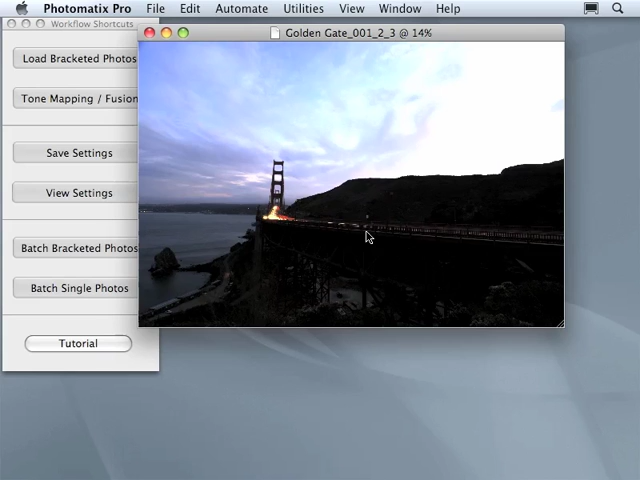 Photomatix Pro File Edit Automate Utilities View Window Help
Workflow Shortcuts
Golden Gate_001_2_3 @ 14%
Load Bracketed Photos
Tone Mapping / Fusion
Save Settings
View Settings
Batch Bracketed Photos
Batch Single Photos
Tutorial